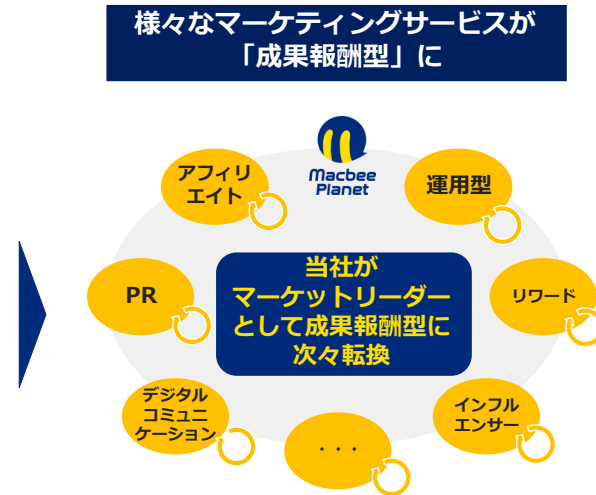 様々なマーケティングサービスが
「成果報酬型」に
Macbee
Planet
アフィリ
エイト
運用型
PR
当社が
マーケットリーダー
として成果報酬型に
次々転換
リワード
デジタル
コミュニ
ケーション
・・・
インフル
エンサー